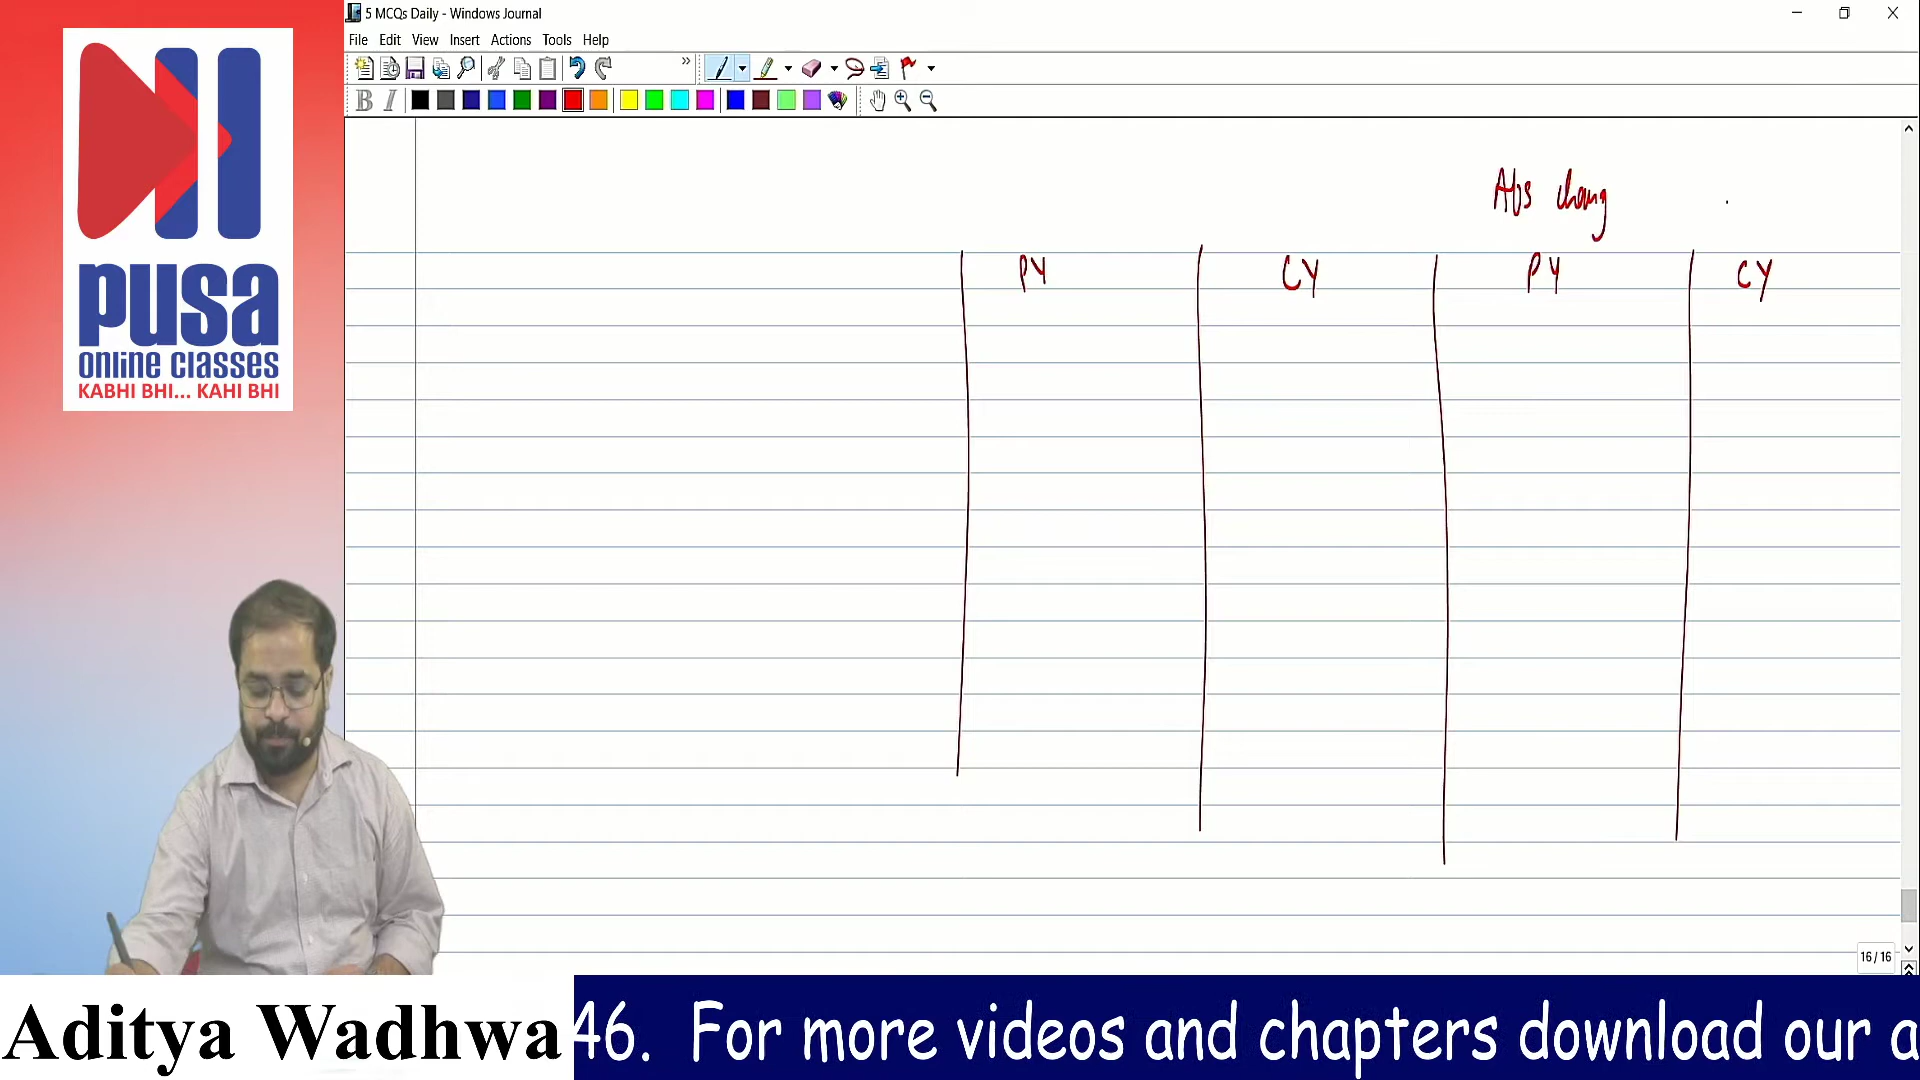 5 MCQs Daily - Windows Journal
File Edit View Insert Actions Tools Help
B I
Abs chang
PY CY PY CY
pusa
online classes
KABHI BHI... KAHI BHI
16 / 16
Aditya Wadhwa
46. For more videos and chapters download our a